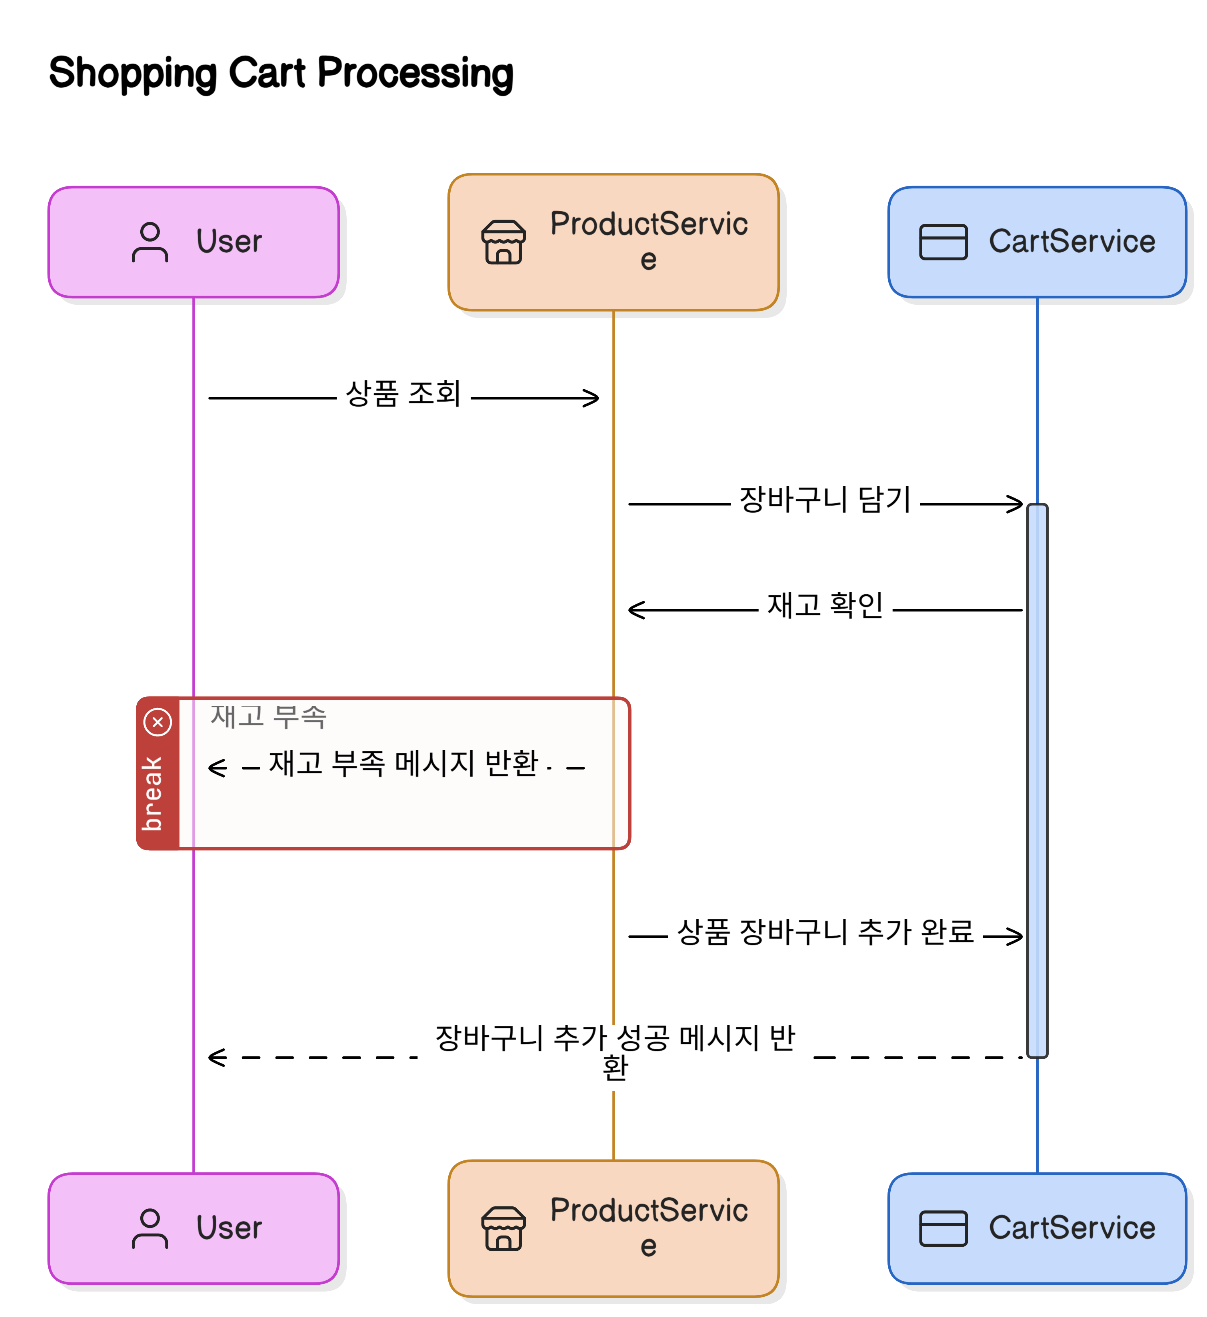 Shopping Cart Processing
User
ProductServic
e
CartService
상품 조회
장바구니 담기
재고 확인
break
재고 부족
재고 부족 메시지 반환
상품 장바구니 추가 완료
장바구니 추가 성공 메시지 반
환
User
ProductServic
e
CartService